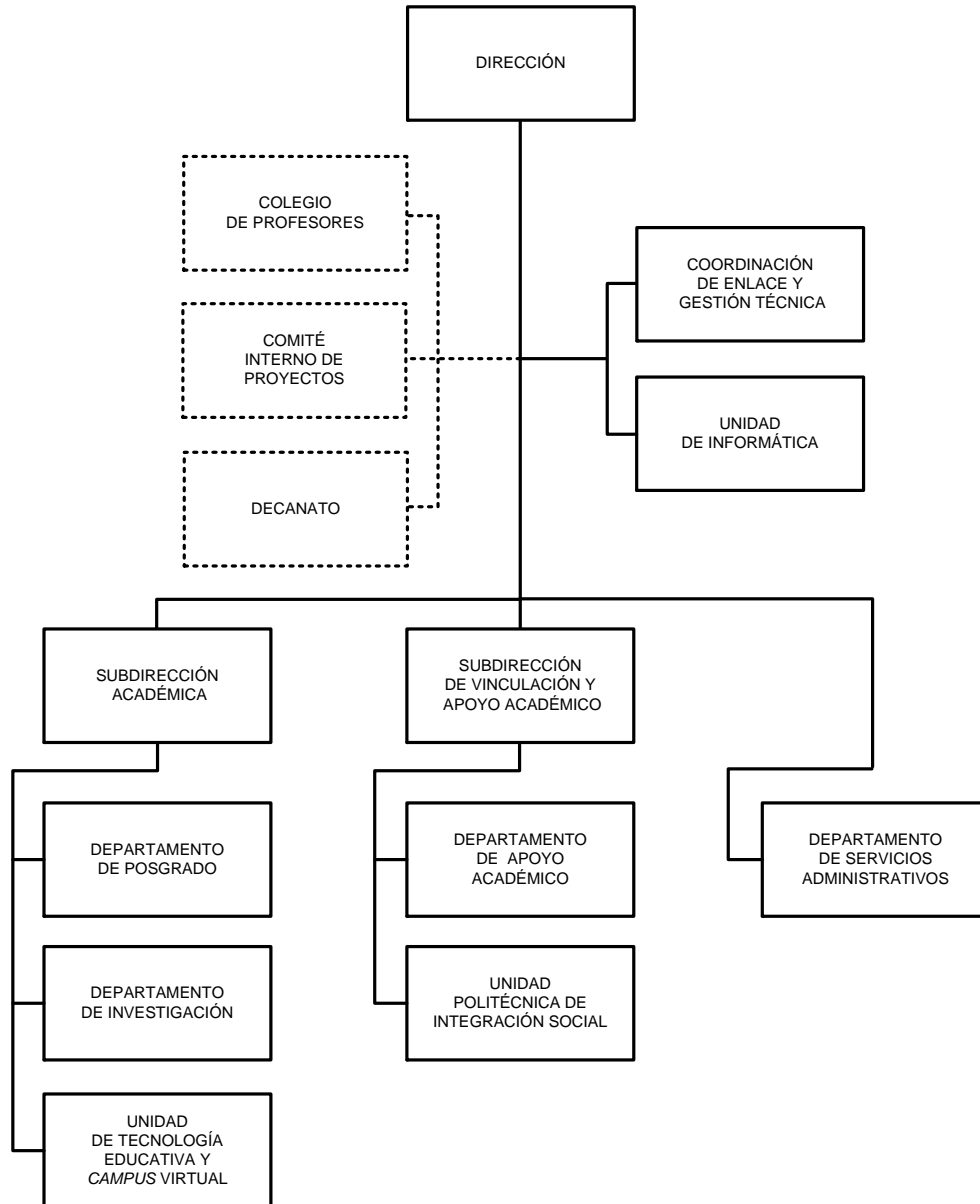 DIRECCIÓN
COLEGIO
DE PROFESORES
COORDINACIÓN
DE ENLACE Y
GESTIÓN TÉCNICA
COMITÉ
INTERNO DE
PROYECTOS
UNIDAD
DE INFORMÁTICA
DECANATO
SUBDIRECCIÓN
ACADÉMICA
SUBDIRECCIÓN
DE VINCULACIÓN Y
APOYO ACADÉMICO
DEPARTAMENTO
DE POSGRADO
DEPARTAMENTO
DE APOYO
ACADÉMICO
DEPARTAMENTO
DE SERVICIOS
ADMINISTRATIVOS
DEPARTAMENTO
DE INVESTIGACIÓN
UNIDAD
POLITÉCNICA DE
INTEGRACIÓN SOCIAL
UNIDAD
DE TECNOLOGÍA
EDUCATIVA Y
CAMPUS VIRTUAL